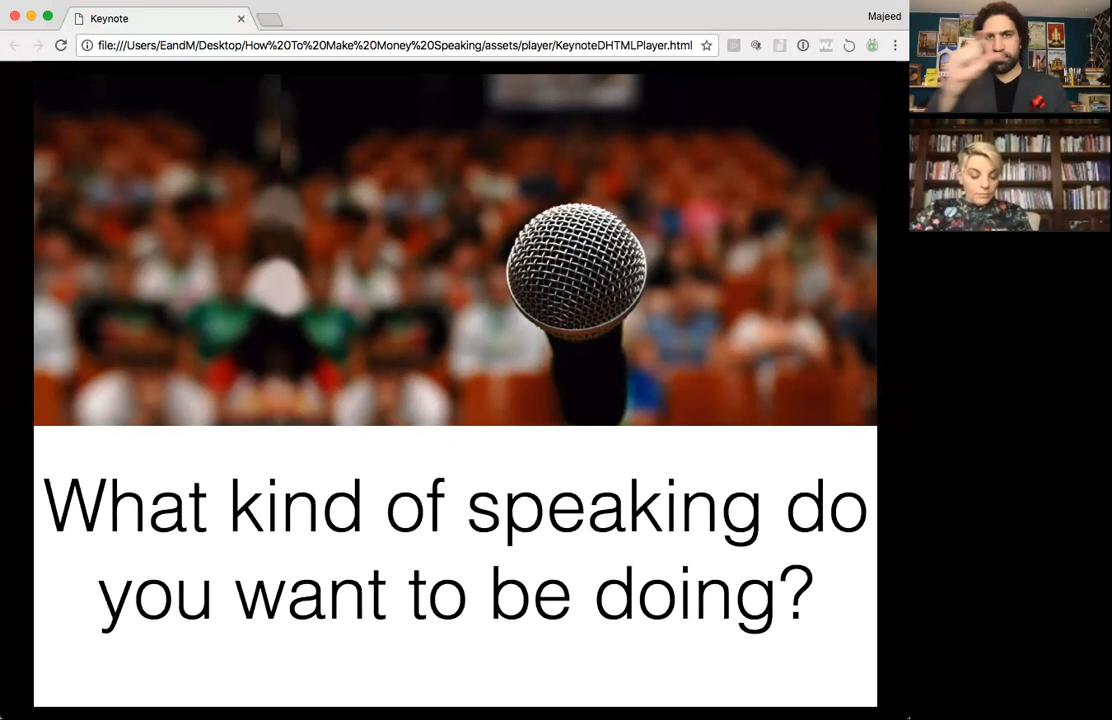 Keynote
Majeed
file:///Users/EandM/Desktop/How%20To%20Make%20Money%20Speaking/assets/player/KeynoteDHTMLPlayer.html
What kind of speaking do
you want to be doing?